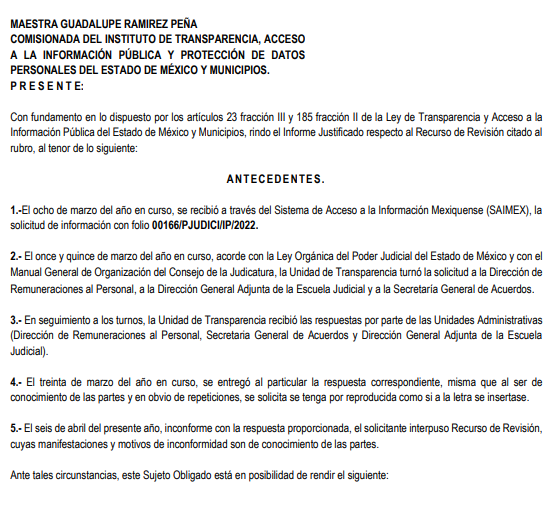 MAESTRA GUADALUPE RAMIREZ PEÑA
COMISIONADA DEL INSTITUTO DE TRANSPARENCIA, ACCESO
A LA INFORMACIÓN PÚBLICA Y PROTECCIÓN DE DATOS
PERSONALES DEL ESTADO DE MÉXICO Y MUNICIPIOS.
P R E S E N T E:
Con fundamento en lo dispuesto por los artículos 23 fracción III y 185 fracción II de la Ley de Transparencia y Acceso a la
Información Pública del Estado de México y Municipios, rindo el Informe Justificado respecto al Recurso de Revisión citado al
rubro, al tenor de lo siguiente:
A N T E C E D E N T E S .
1.-El ocho de marzo del año en curso, se recibió a través del Sistema de Acceso a la Información Mexiquense (SAIMEX), la
solicitud de información con folio 00166/PJUDICI/IP/2022.
2.- El once y quince de marzo del año en curso, acorde con la Ley Orgánica del Poder Judicial del Estado de México y con el
Manual General de Organización del Consejo de la Judicatura, la Unidad de Transparencia turnó la solicitud a la Dirección de
Remuneraciones al Personal, a la Dirección General Adjunta de la Escuela Judicial y a la Secretaría General de Acuerdos.
3.- En seguimiento a los turnos, la Unidad de Transparencia recibió las respuestas por parte de las Unidades Administrativas
(Dirección de Remuneraciones al Personal, Secretaria General de Acuerdos y Dirección General Adjunta de la Escuela
Judicial).
4.- El treinta de marzo del año en curso, se entregó al particular la respuesta correspondiente, misma que al ser de
conocimiento de las partes y en obvio de repeticiones, se solicita se tenga por reproducida como si a la letra se insertase.
5.- El seis de abril del presente año, inconforme con la respuesta proporcionada, el solicitante interpuso Recurso de Revisión,
cuyas manifestaciones y motivos de inconformidad son de conocimiento de las partes.
Ante tales circunstancias, este Sujeto Obligado está en posibilidad de rendir el siguiente: